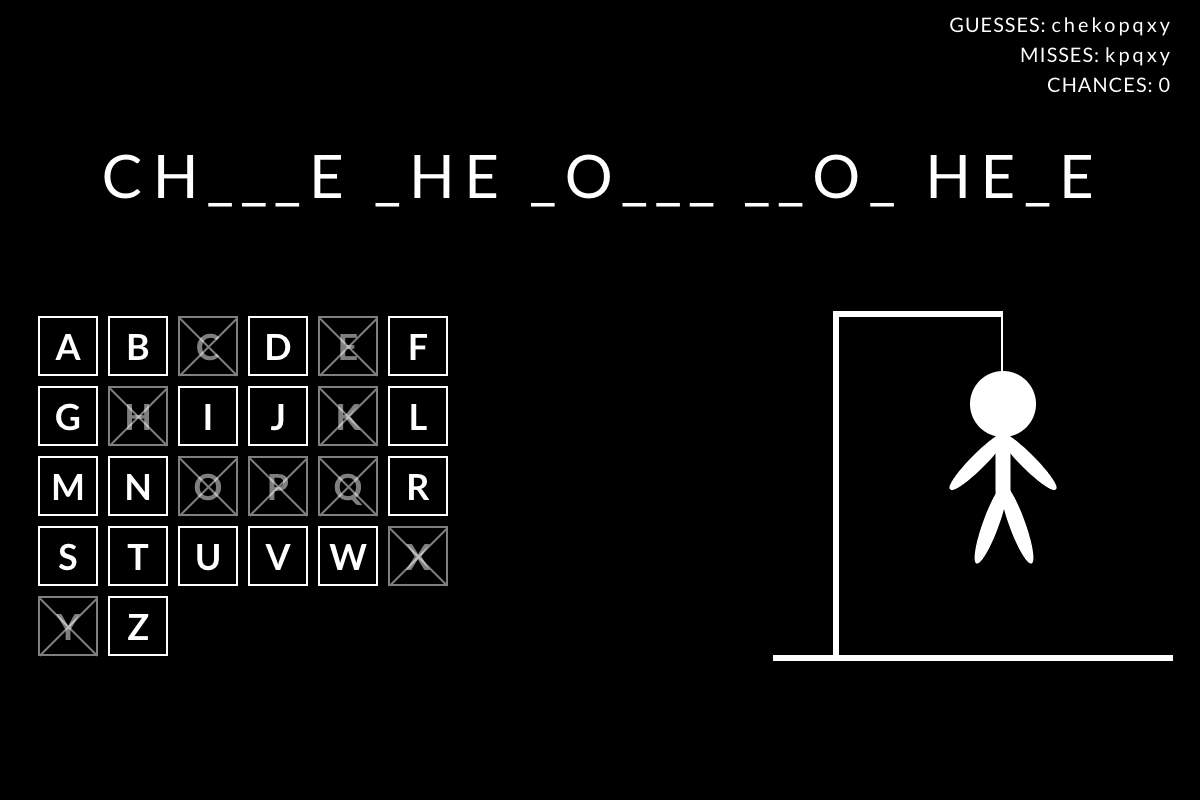 GUESSES: chekopqxy
MISSES: kpqxy
CHANCES: 0
CH___E _HE _O___ __O_ HE_E
A B C D E F
G H I J K L
M N O P Q R
S T U V W X
Y Z